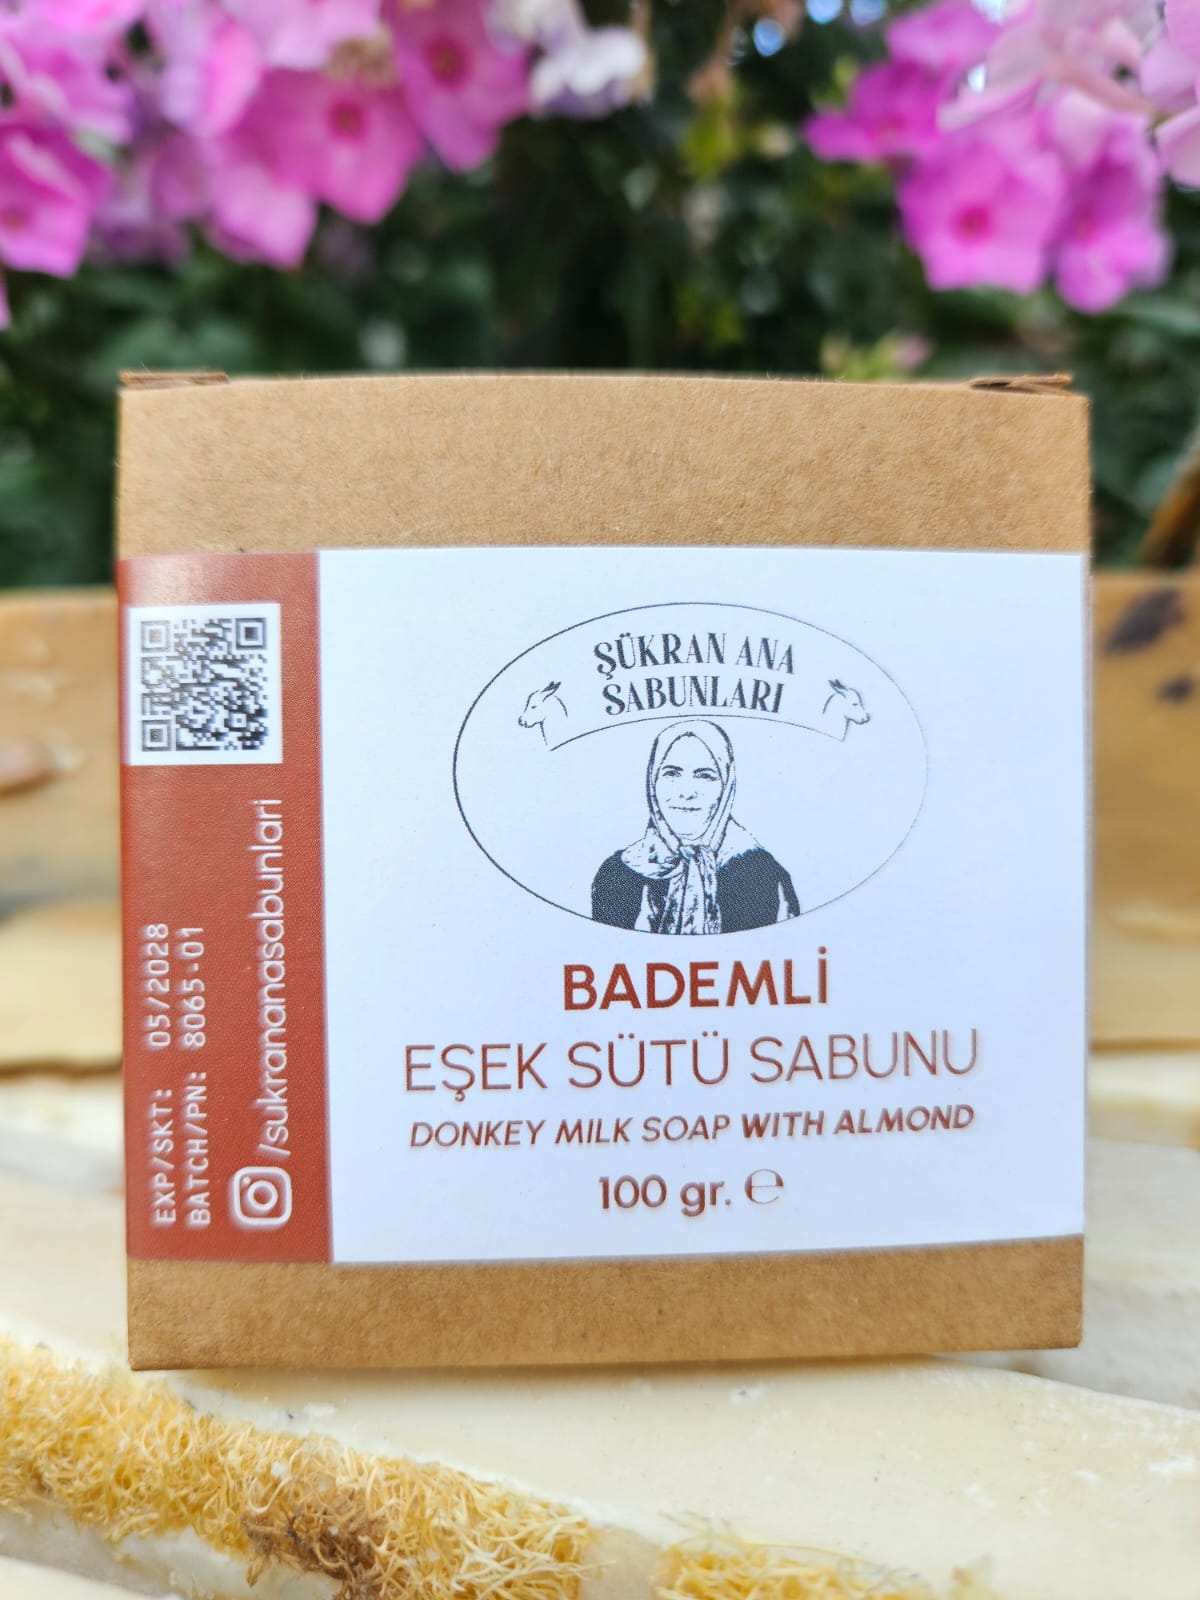 ŞÜKRAN ANA
SABUNLARI
BADEMLİ
EŞEK SÜTÜ SABUNU
DONKEY MILK SOAP WITH ALMOND
100 gr. ℮
EXP/SKT: 05/2028
BATCH/PN: 8065-01
/sukrananasabunlari